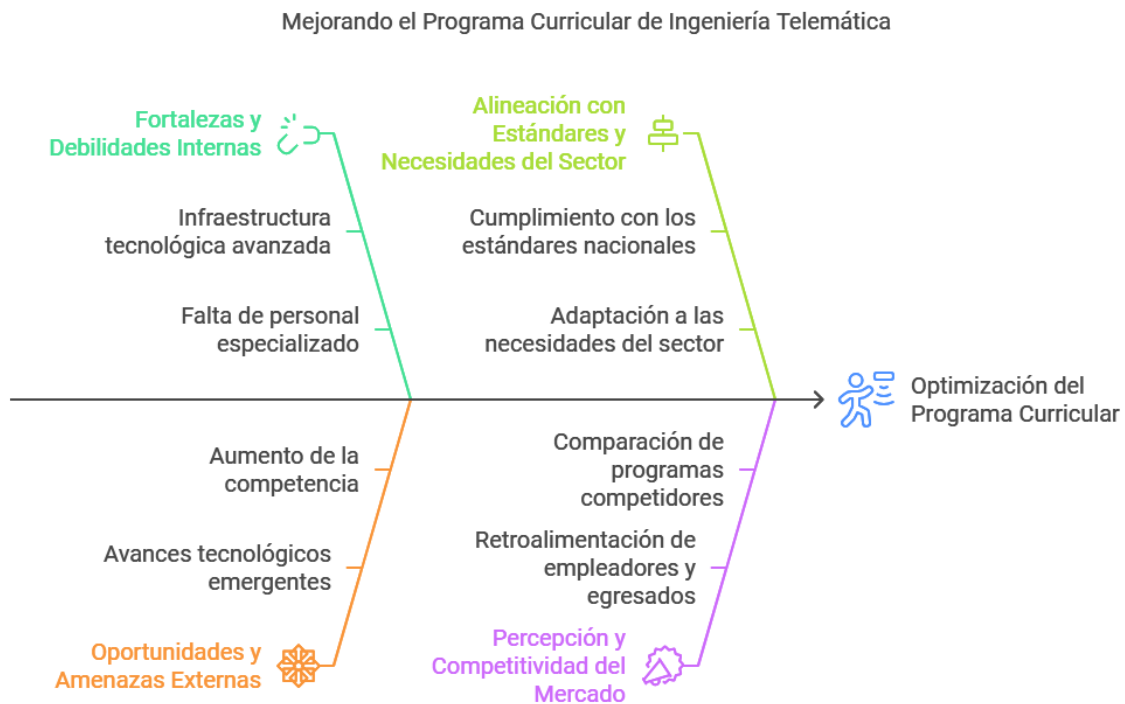 Mejorando el Programa Curricular de Ingeniería Telemática
Fortalezas y
Debilidades Internas
Infraestructura
tecnológica avanzada
Falta de personal
especializado
Alineación con
Estándares y
Necesidades del Sector
Cumplimiento con los
estándares nacionales
Adaptación a las
necesidades del sector
Optimización del
Programa Curricular
Aumento de la
competencia
Avances tecnológicos
emergentes
Oportunidades y
Amenazas Externas
Comparación de
programas
competidores
Retroalimentación de
empleadores y
egresados
Percepción y
Competitividad del
Mercado